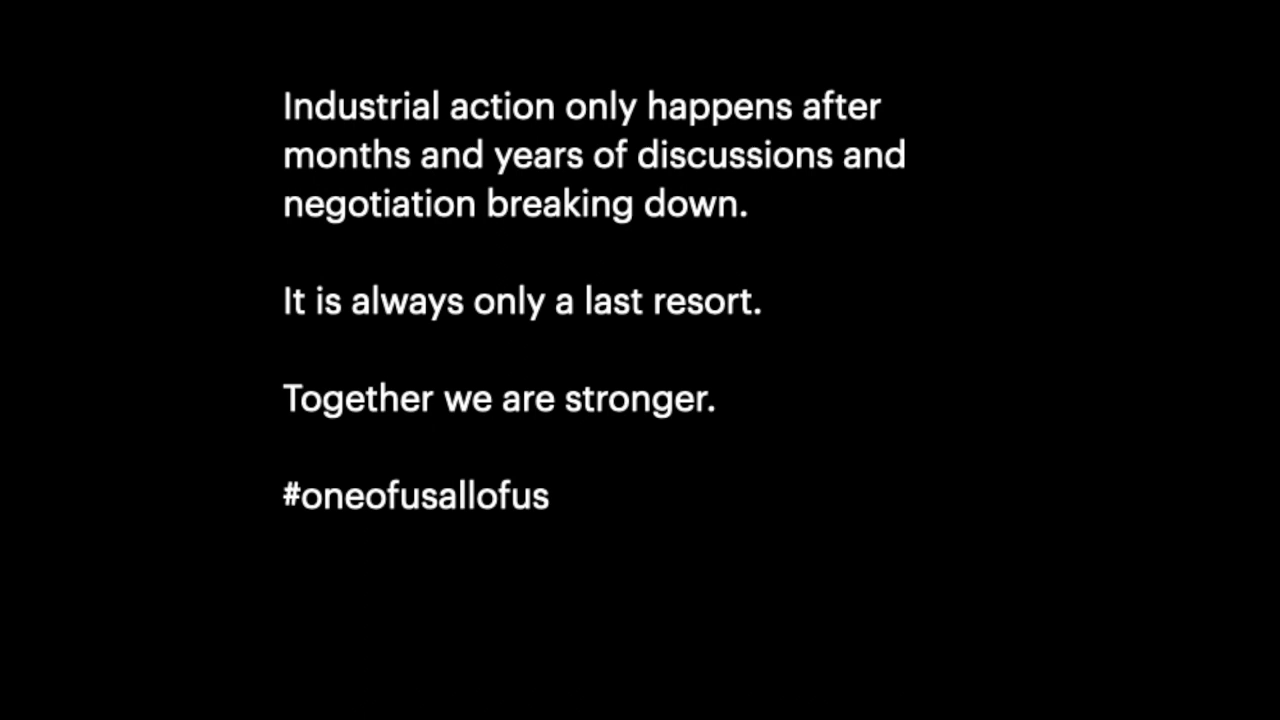 Industrial action only happens after
months and years of discussions and
negotiation breaking down.
It is always only a last resort.
Together we are stronger.
#oneofusallofus